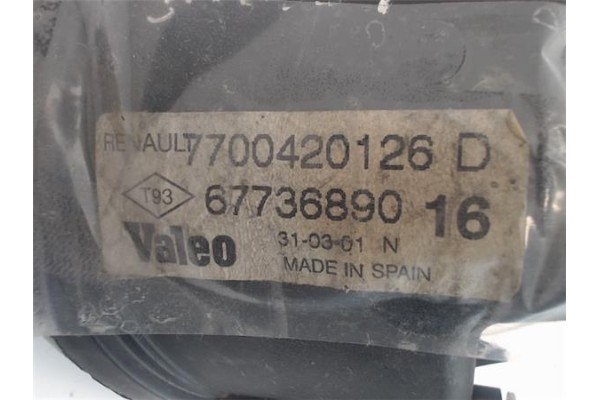 RENAULT 7700420126 D
T93 67736890 16
Valeo 31-03-01 N
MADE IN SPAIN